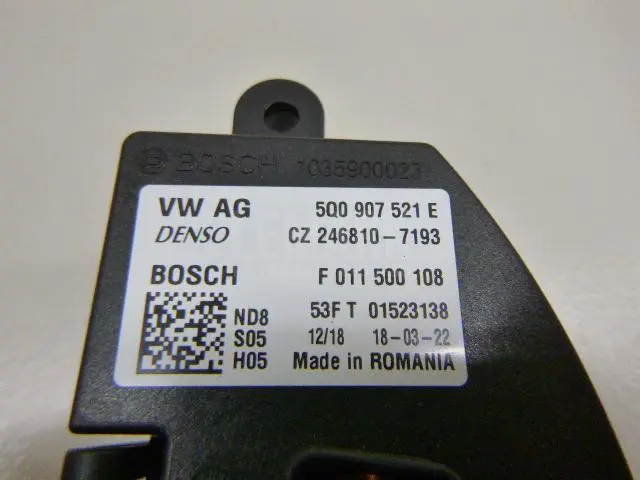 BOSCH 1035900023
VW AG 5Q0 907 521 E
DENSO CZ 246810-7193
BOSCH F 011 500 108
ND8 53F T 01523138
S05 12/18 18-03-22
H05 Made in ROMANIA